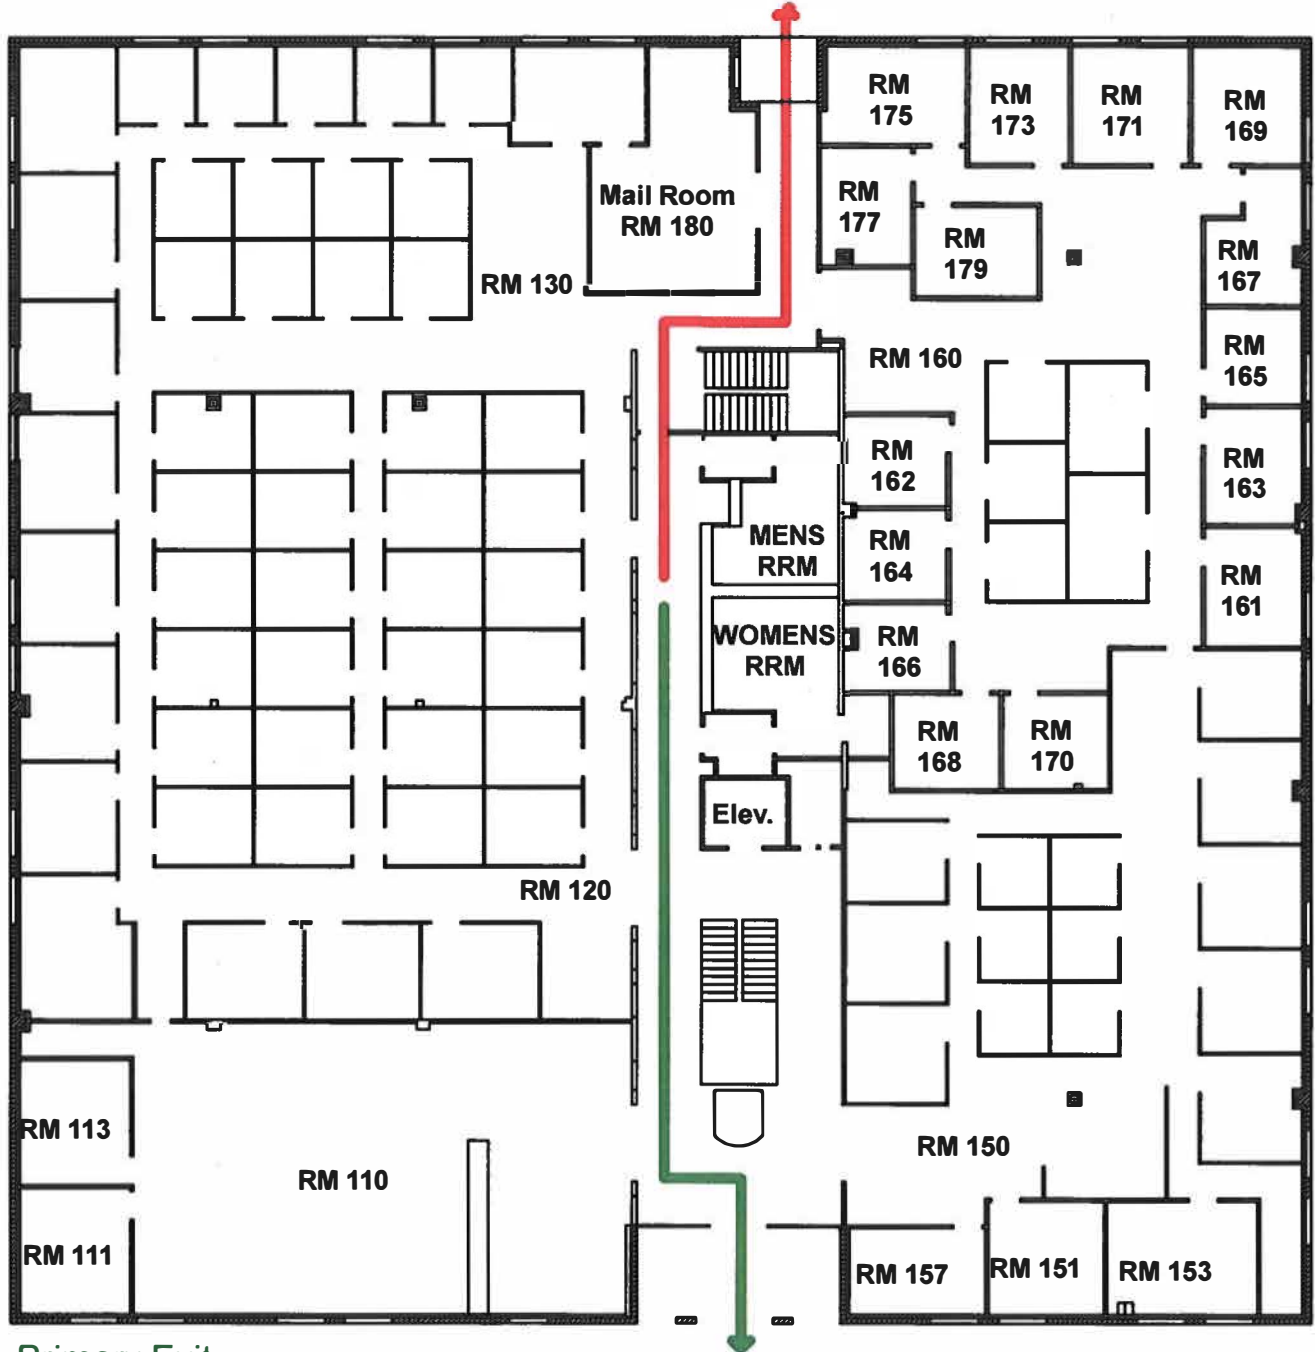 RM
175
RM
173
RM
171
RM
169
Mail Room
RM 180
RM
177
RM
179
RM
167
RM 130
RM 160
RM
165
RM
162
RM
163
MENS
RRM
RM
164
RM
161
WOMENS
RRM
RM
166
RM
168
RM
170
Elev.
RM 120
RM 113
RM 150
RM 110
RM 111
RM 157
RM 151
RM 153
Primary Exit